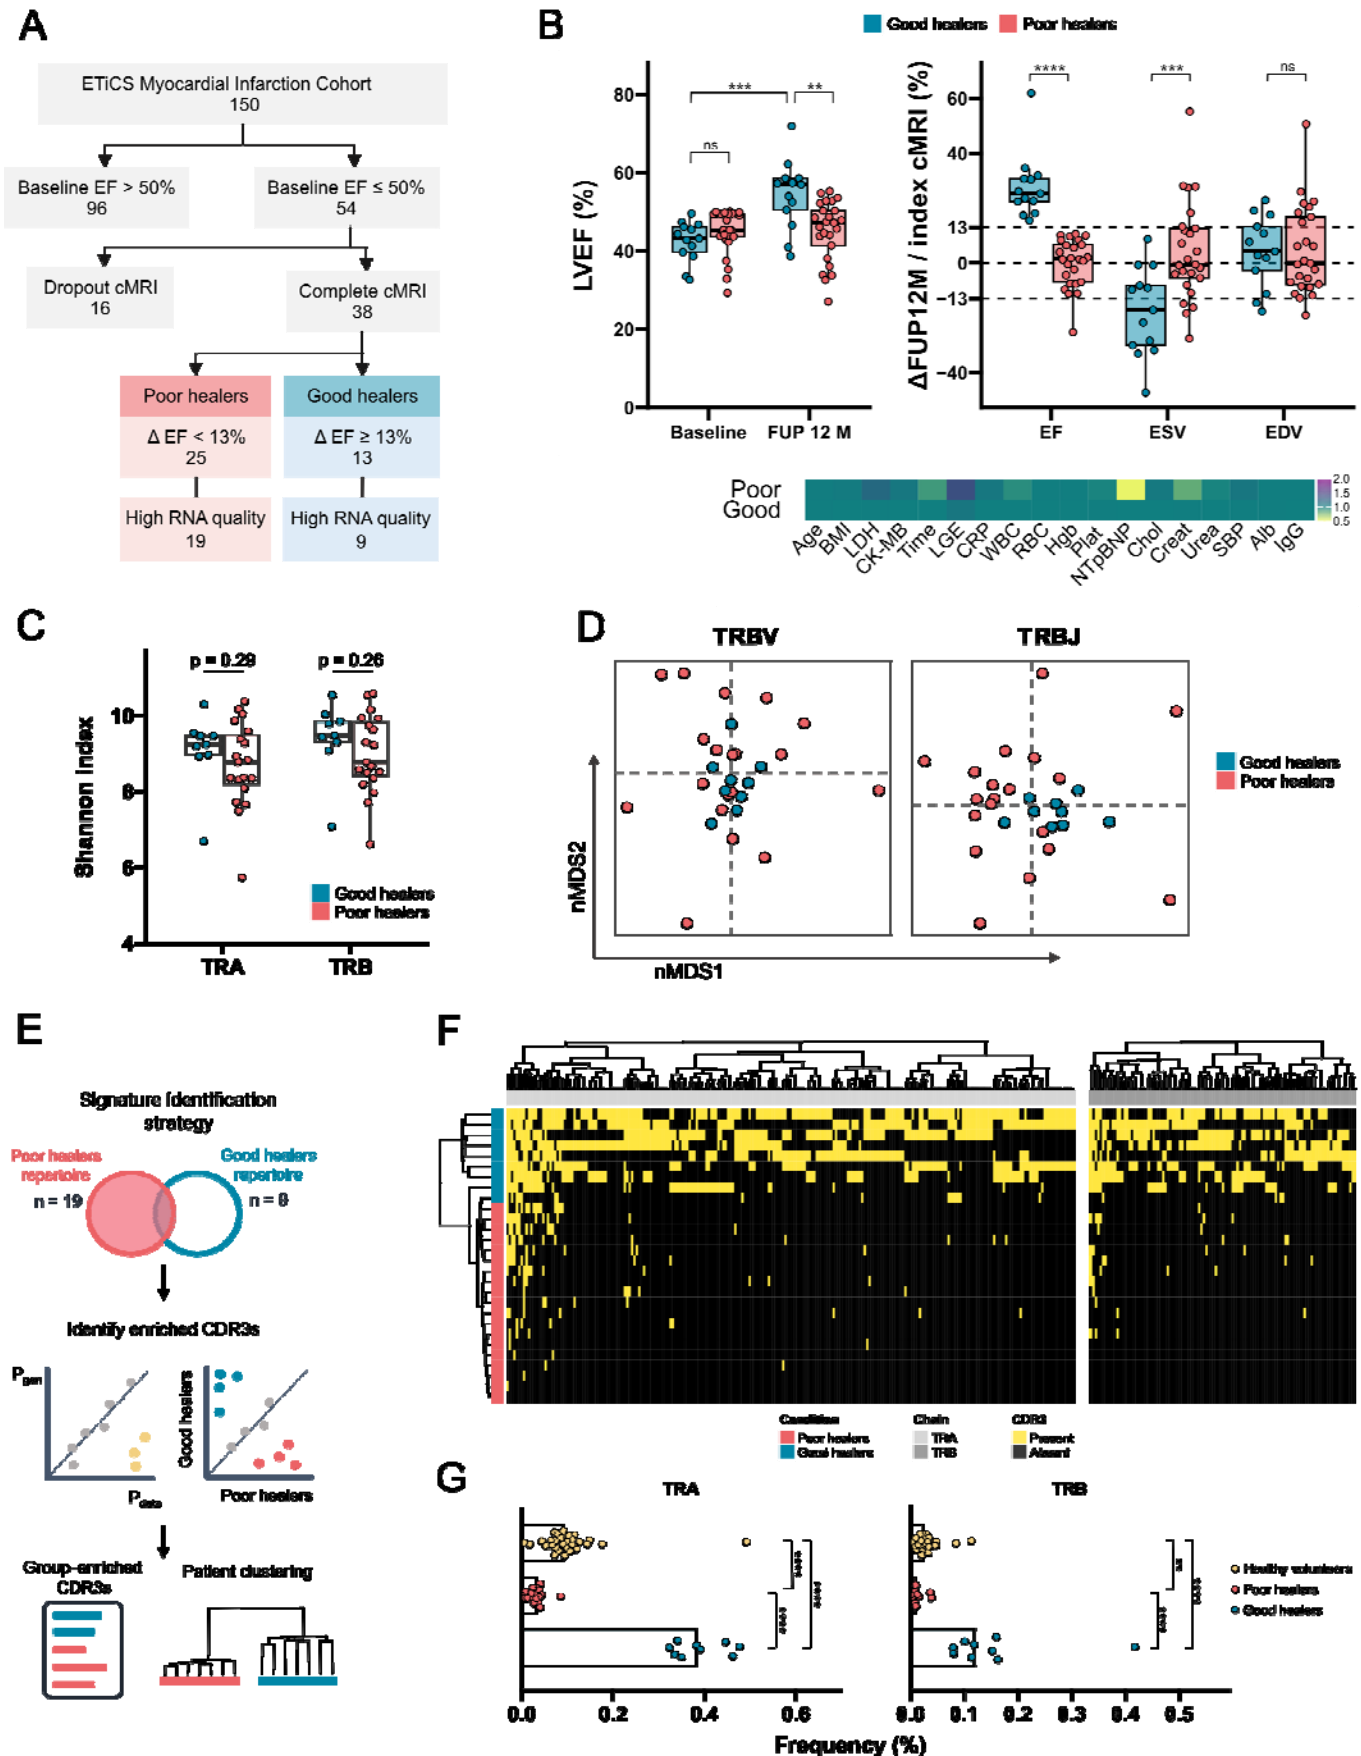 A
ETiCS Myocardial Infarction Cohort
150
Baseline EF > 50%
96
Baseline EF ≤ 50%
54
Dropout cMRI
16
Complete cMRI
38
Poor healers
Δ EF < 13%
25
High RNA quality
19
Good healers
Δ EF ≥ 13%
13
High RNA quality
9
B
Good healers
Poor healers
LVEF (%)
80
60
40
20
0
***
**
ns
Baseline
FUP 12 M
ΔFUP12M / index cMRI (%)
60
40
13
0
−13
−40
****
***
ns
EF
ESV
EDV
Poor
Good
Age
BMI
LDH
CK-MB
Time
LGE
CRP
WBC
RBC
Hgb
Plat
NTpBNP
Chol
Creat
Urea
SBP
Alb
IgG
2.0
1.5
1.0
0.5
C
Shannon Index
10
8
6
4
p = 0.29
p = 0.26
Good healers
Poor healers
TRA
TRB
D
TRBV
TRBJ
nMDS2
nMDS1
Good healers
Poor healers
E
Signature identification
strategy
Poor healers
repertoire
n = 19
Good healers
repertoire
n = 9
Identify enriched CDR3s
Pgen
Pdata
Good healers
Poor healers
Group-enriched
CDR3s
Patient clustering
F
Condition
Poor healers
Good healers
Chain
TRA
TRB
CDR3
Present
Absent
G
TRA
0.0
0.2
0.4
0.6
****
****
****
TRB
0.0
0.1
0.2
0.3
0.4
0.5
****
****
Healthy volunteers
Poor healers
Good healers
Frequency (%)